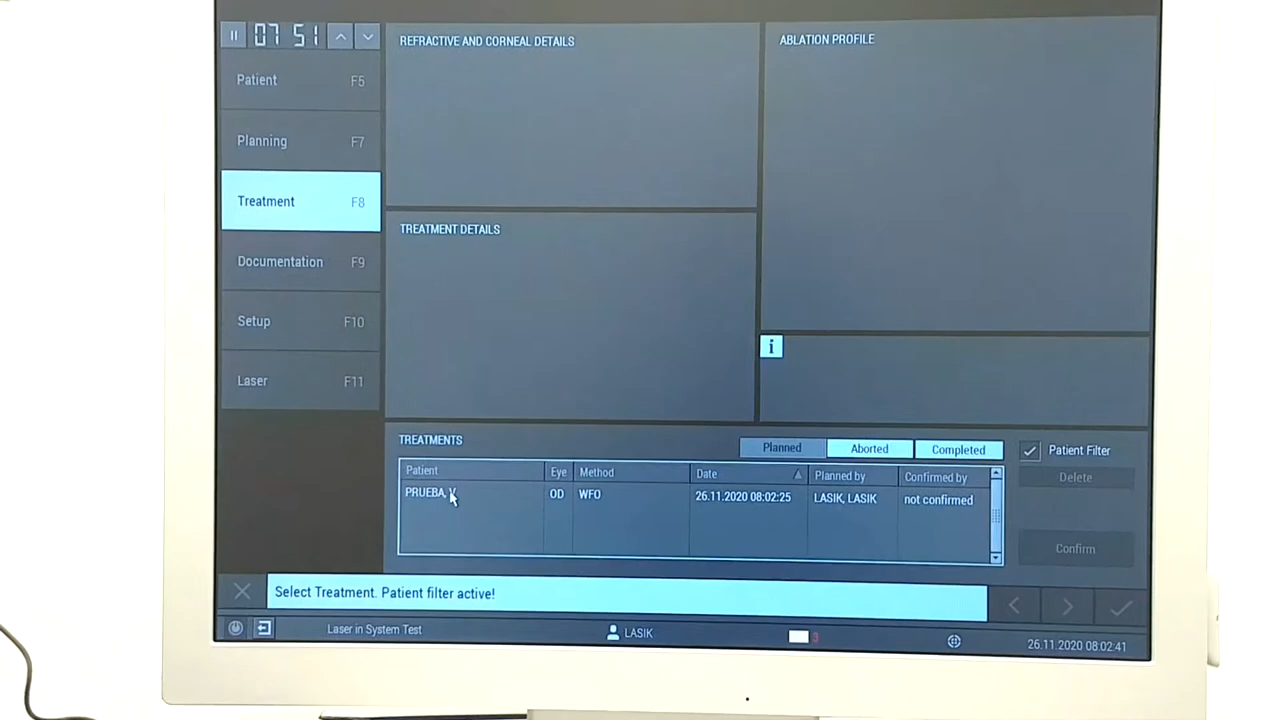 07 51
Patient F5
Planning F7
Treatment F8
Documentation F9
Setup F10
Laser F11
REFRACTIVE AND CORNEAL DETAILS
ABLATION PROFILE
TREATMENT DETAILS
i
TREATMENTS
Planned Aborted Completed
Patient Filter
Patient Eye Method Date Planned by Confirmed by
PRUEBA, OD WFO 26.11.2020 08:02:25 LASIK, LASIK not confirmed
Delete
Confirm
Select Treatment. Patient filter active!
Laser in System Test LASIK 3 26.11.2020 08:02:41